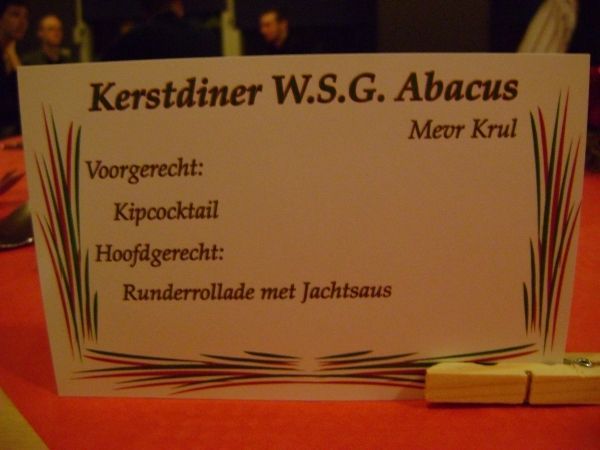 Kerstdiner W.S.G. Abacus
Mevr Krul
Voorgerecht:
Kipcocktail
Hoofdgerecht:
Runderrollade met Jachtsaus